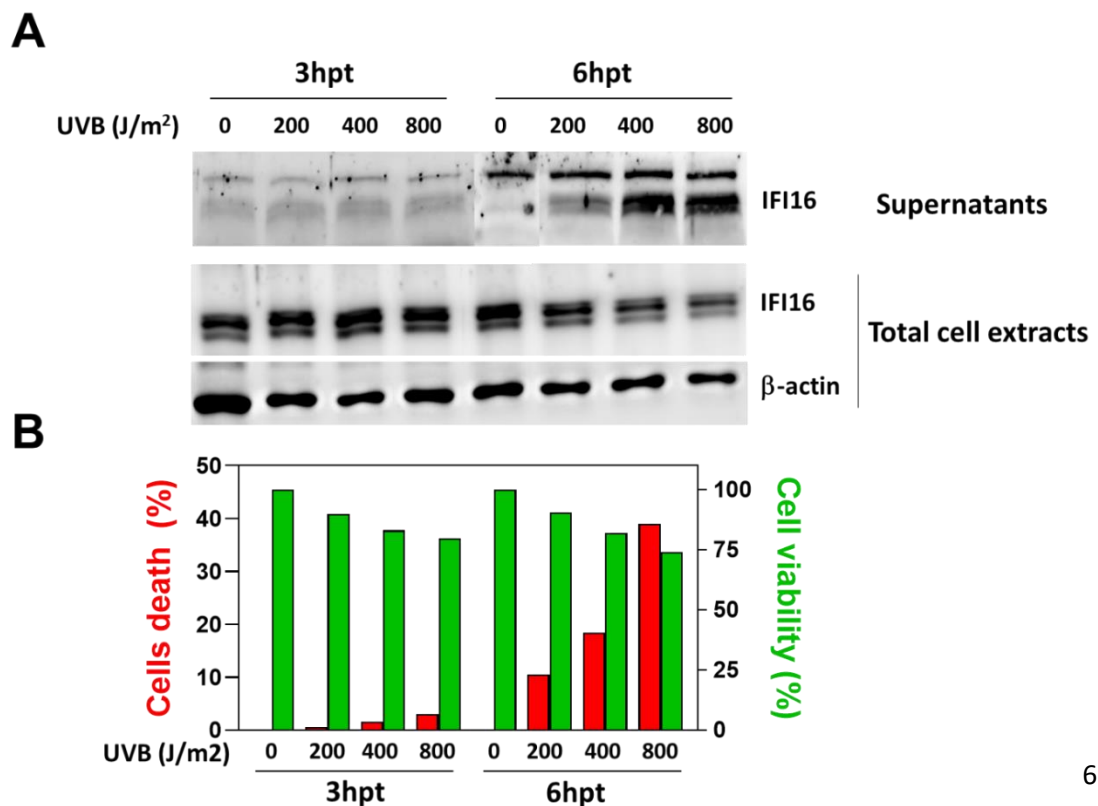 A
3hpt 6hpt
UVB (J/m²) 0 200 400 800 0 200 400 800
IFI16 Supernatants
IFI16
Total cell extracts
β-actin
B
Cells death (%)
50
40
30
20
10
0
100
75
50
25
0
Cell viability (%)
UVB (J/m2) 0 200 400 800 0 200 400 800
3hpt 6hpt
6